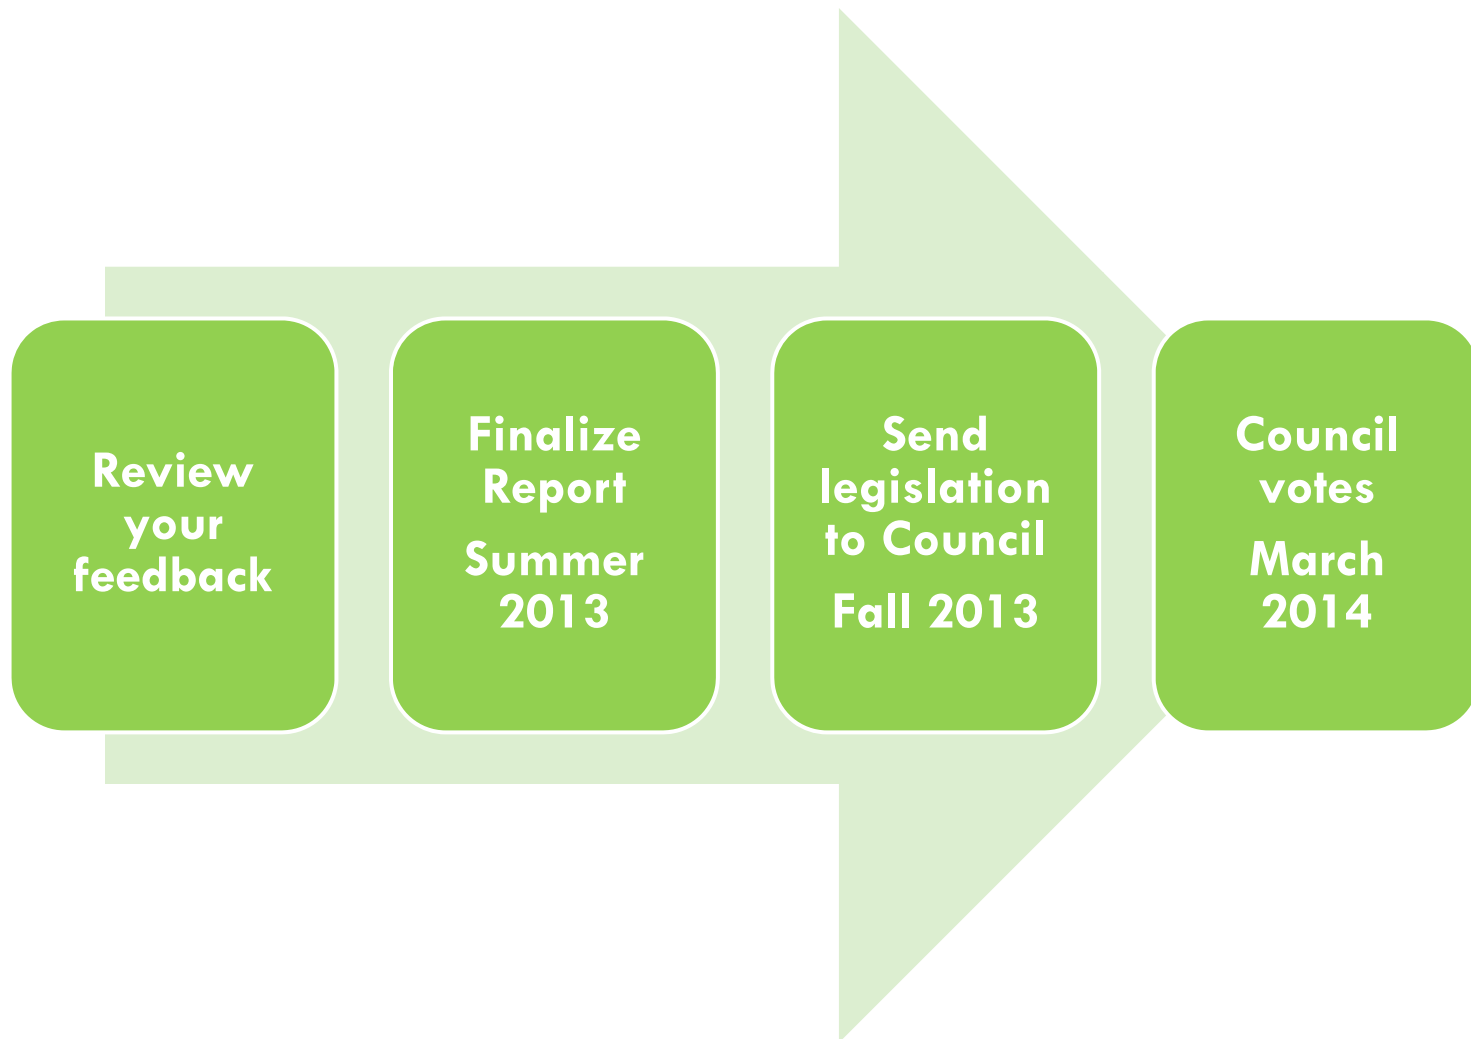 Review
your
feedback
Finalize
Report
Summer
2013
Send
legislation
to Council
Fall 2013
Council
votes
March
2014